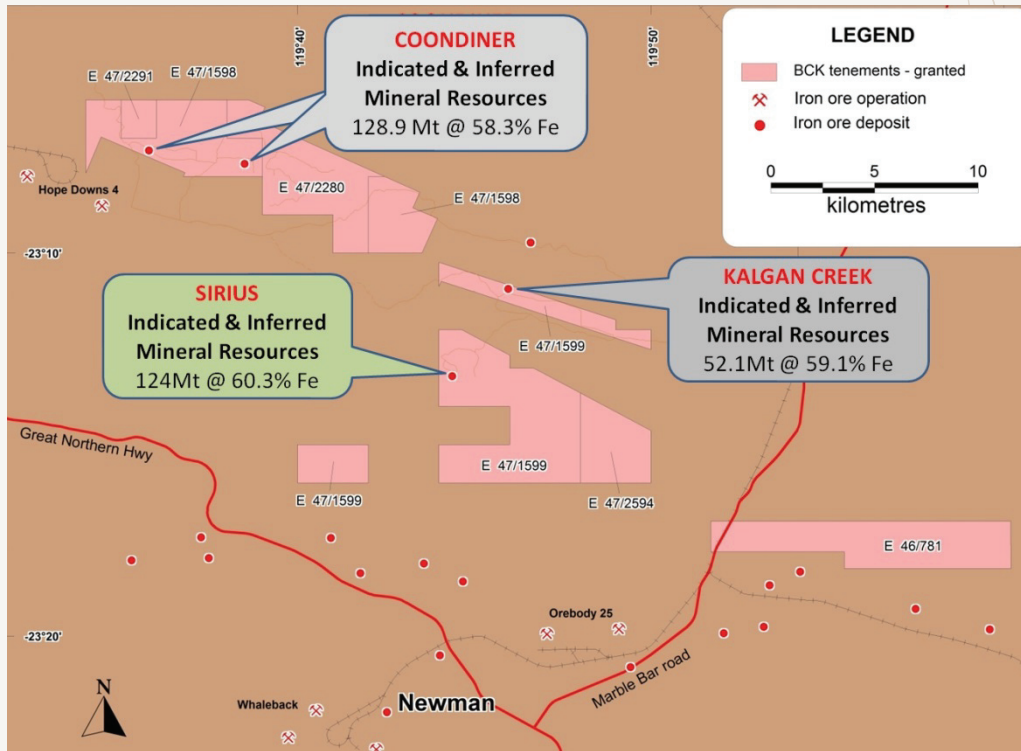 119°40'
119°50'
COONDINER
Indicated & Inferred
Mineral Resources
128.9 Mt @ 58.3% Fe
LEGEND
BCK tenements - granted
Iron ore operation
Iron ore deposit
0 5 10
kilometres
E 47/2291
E 47/1598
Hope Downs 4
E 47/2280
E 47/1598
-23°10'
SIRIUS
Indicated & Inferred
Mineral Resources
124Mt @ 60.3% Fe
KALGAN CREEK
Indicated & Inferred
Mineral Resources
52.1Mt @ 59.1% Fe
E 47/1599
Great Northern Hwy
E 47/1599
E 47/1599
E 47/2594
E 46/781
-23°20'
Orebody 25
Marble Bar road
Whaleback
Newman
N